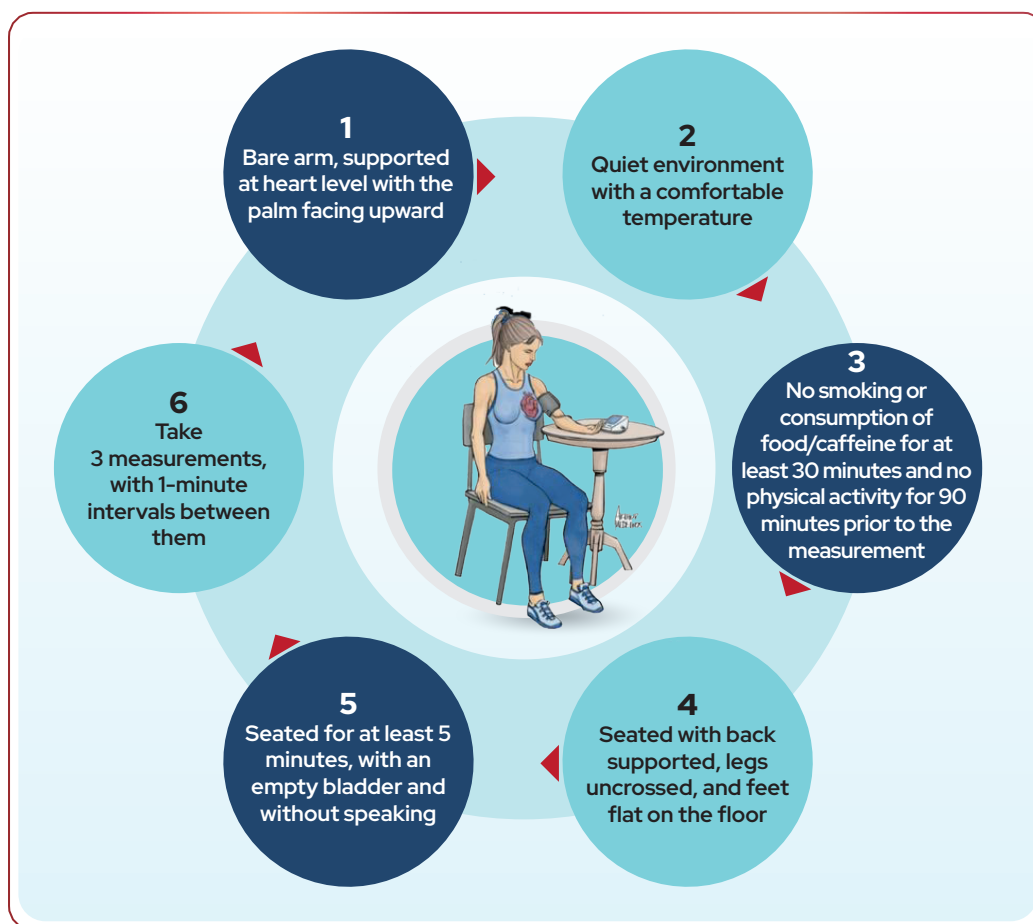 1
Bare arm, supported
at heart level with the
palm facing upward
2
Quiet environment
with a comfortable
temperature
3
No smoking or
consumption of
food/caffeine for at
least 30 minutes and no
physical activity for 90
minutes prior to the
measurement
4
Seated with back
supported, legs
uncrossed, and feet
flat on the floor
5
Seated for at least 5
minutes, with an
empty bladder and
without speaking
6
Take
3 measurements,
with 1-minute
intervals between
them